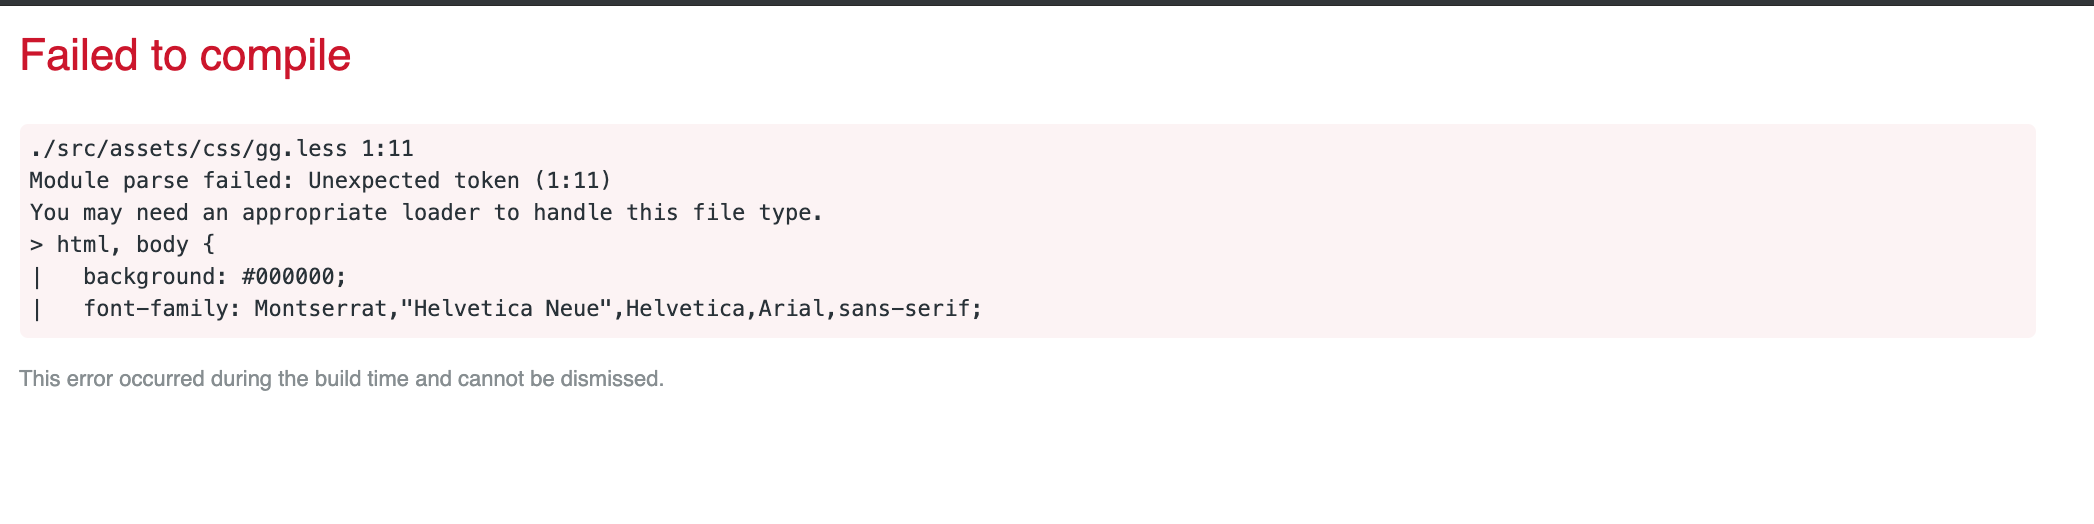 Failed to compile
./src/assets/css/gg.less 1:11
Module parse failed: Unexpected token (1:11)
You may need an appropriate loader to handle this file type.
> html, body {
|   background: #000000;
|   font-family: Montserrat,"Helvetica Neue",Helvetica,Arial,sans-serif;
This error occurred during the build time and cannot be dismissed.